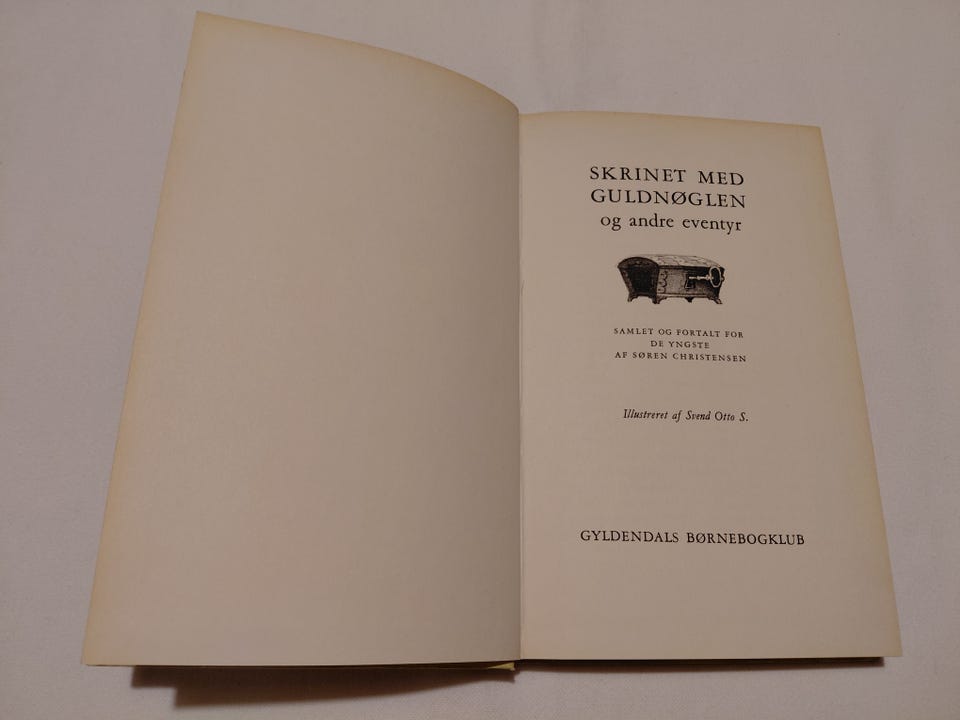 SKRINET MED
GULDNØGLEN
og andre eventyr
SAMLET OG FORTALT FOR
DE YNGSTE
AF SØREN CHRISTENSEN
Illustreret af Svend Otto S.
GYLDENDALS BØRNEBOGKLUB